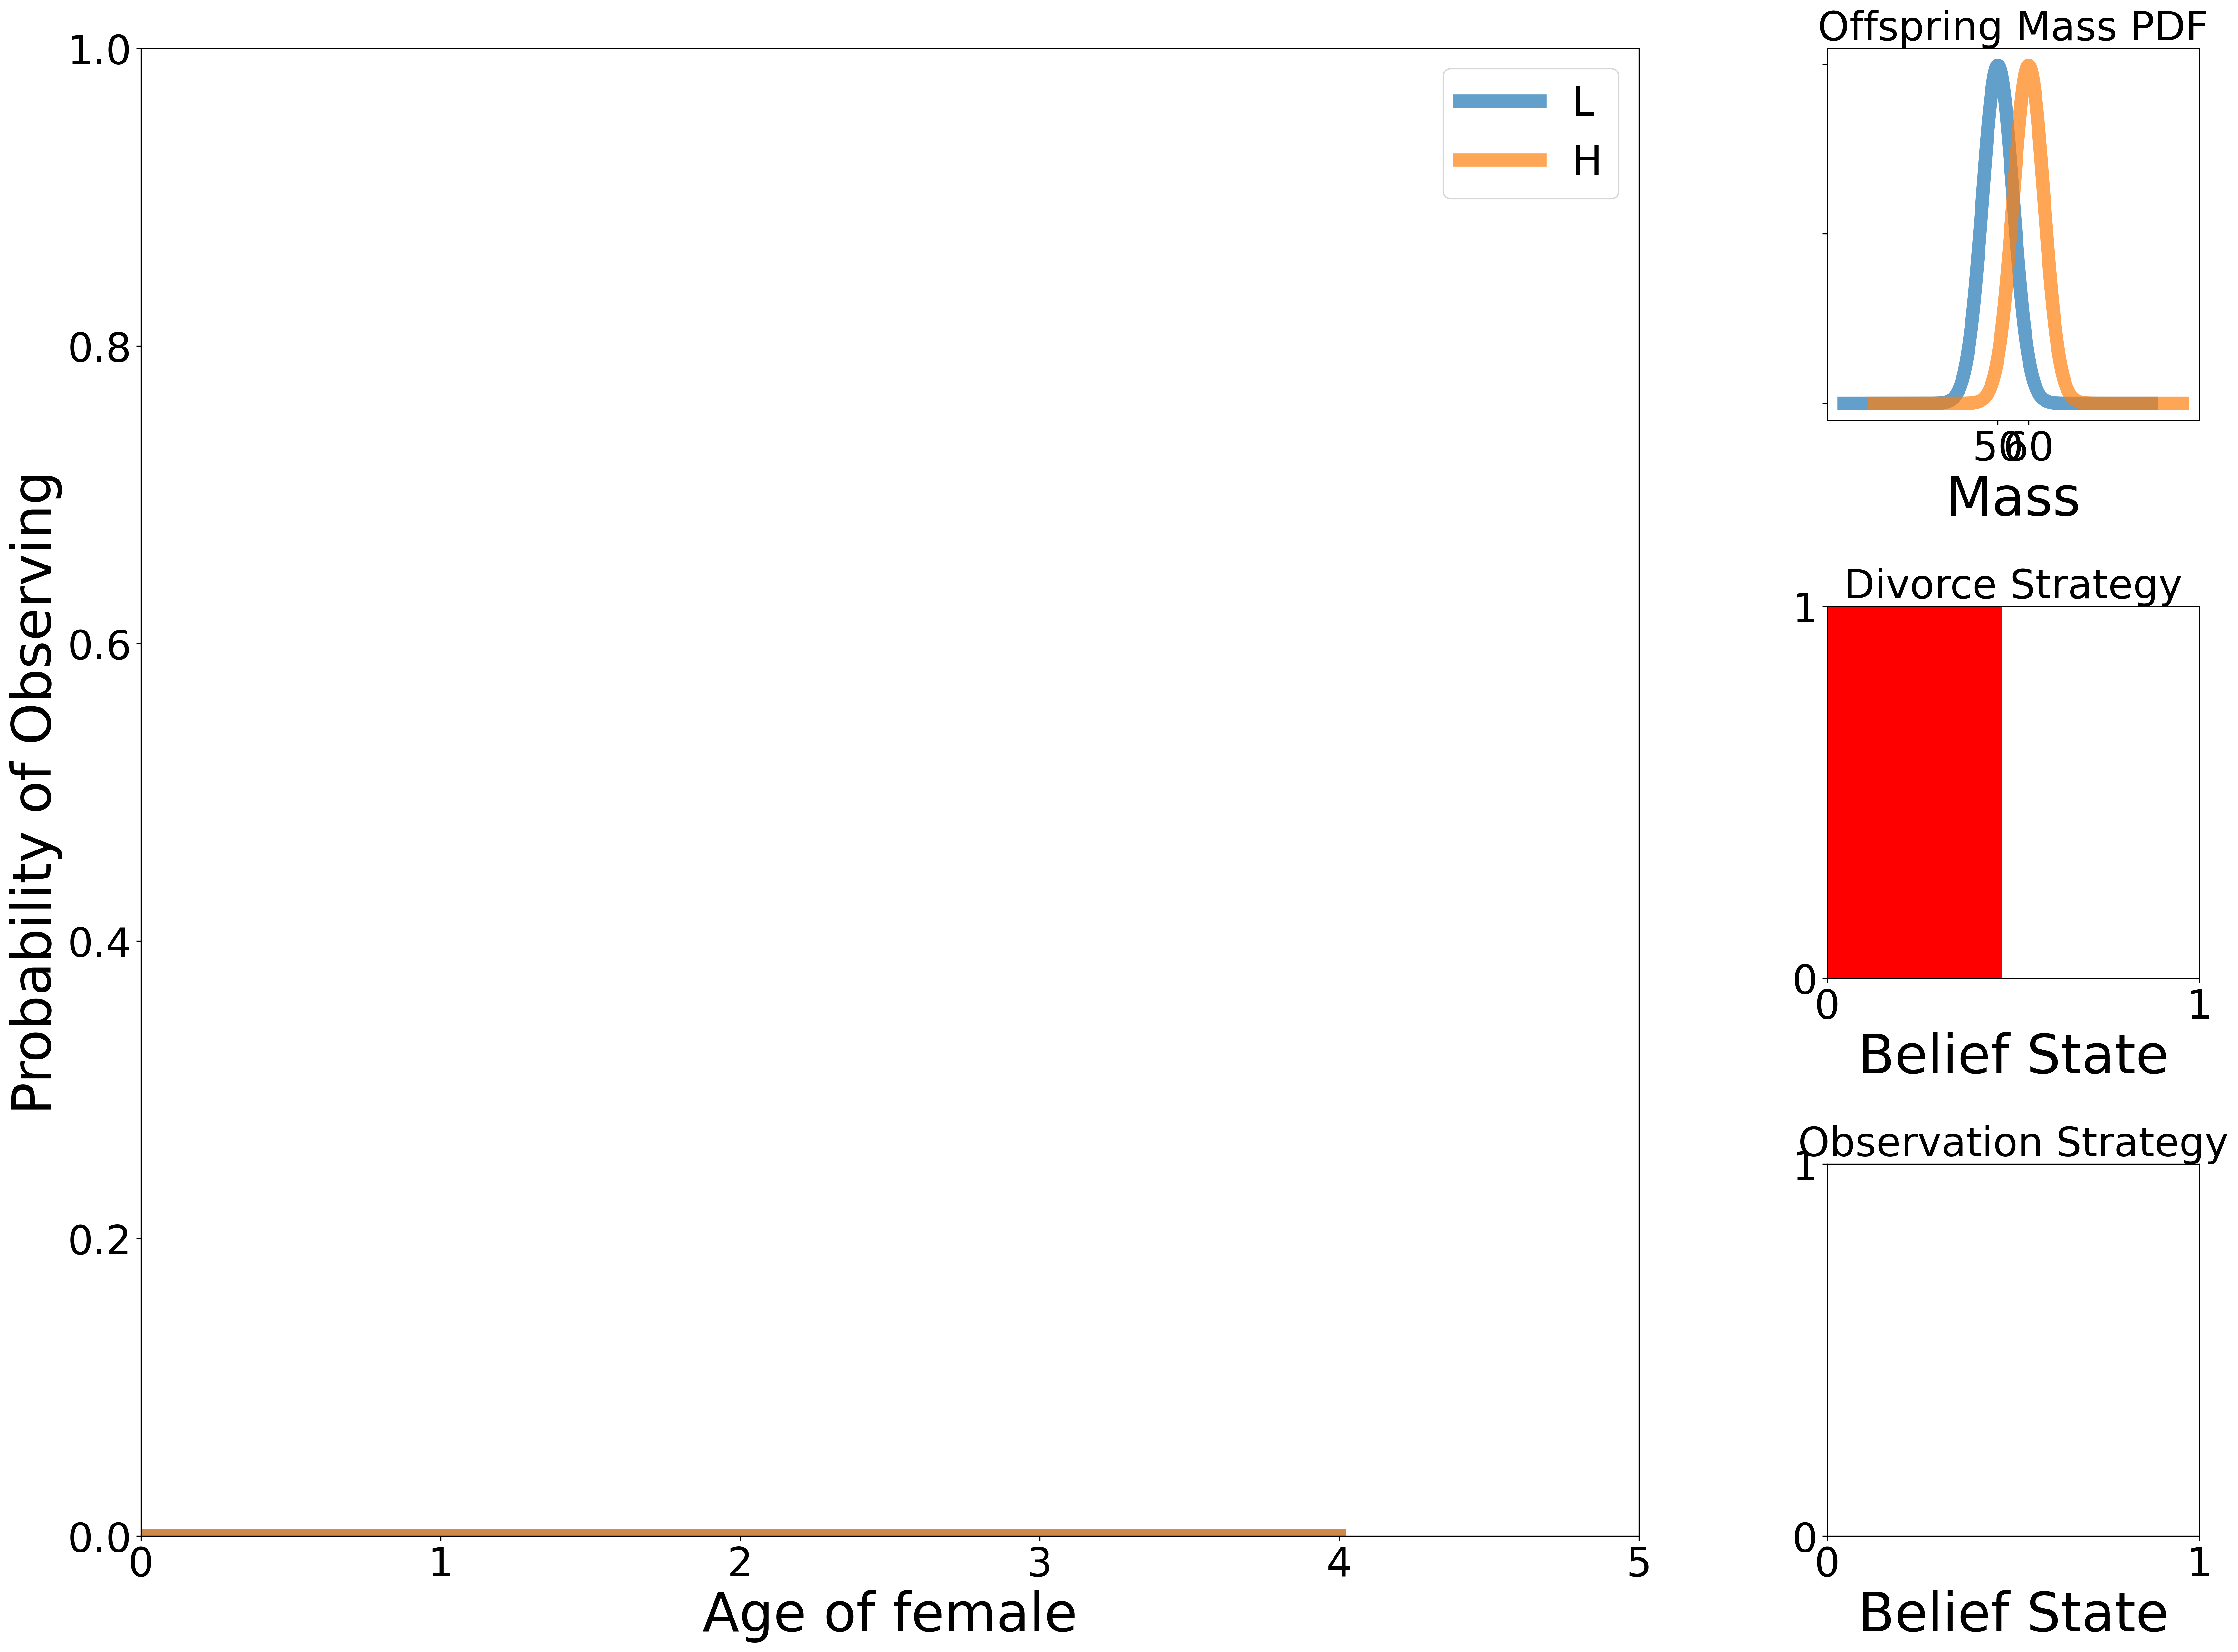 Probability of Observing
1.0
0.8
0.6
0.4
0.2
0.0
0 1 2 3 4 5
Age of female
L
H
Offspring Mass PDF
50 60
Mass
Divorce Strategy
1
0
0 1
Belief State
Observation Strategy
1
0
0 1
Belief State